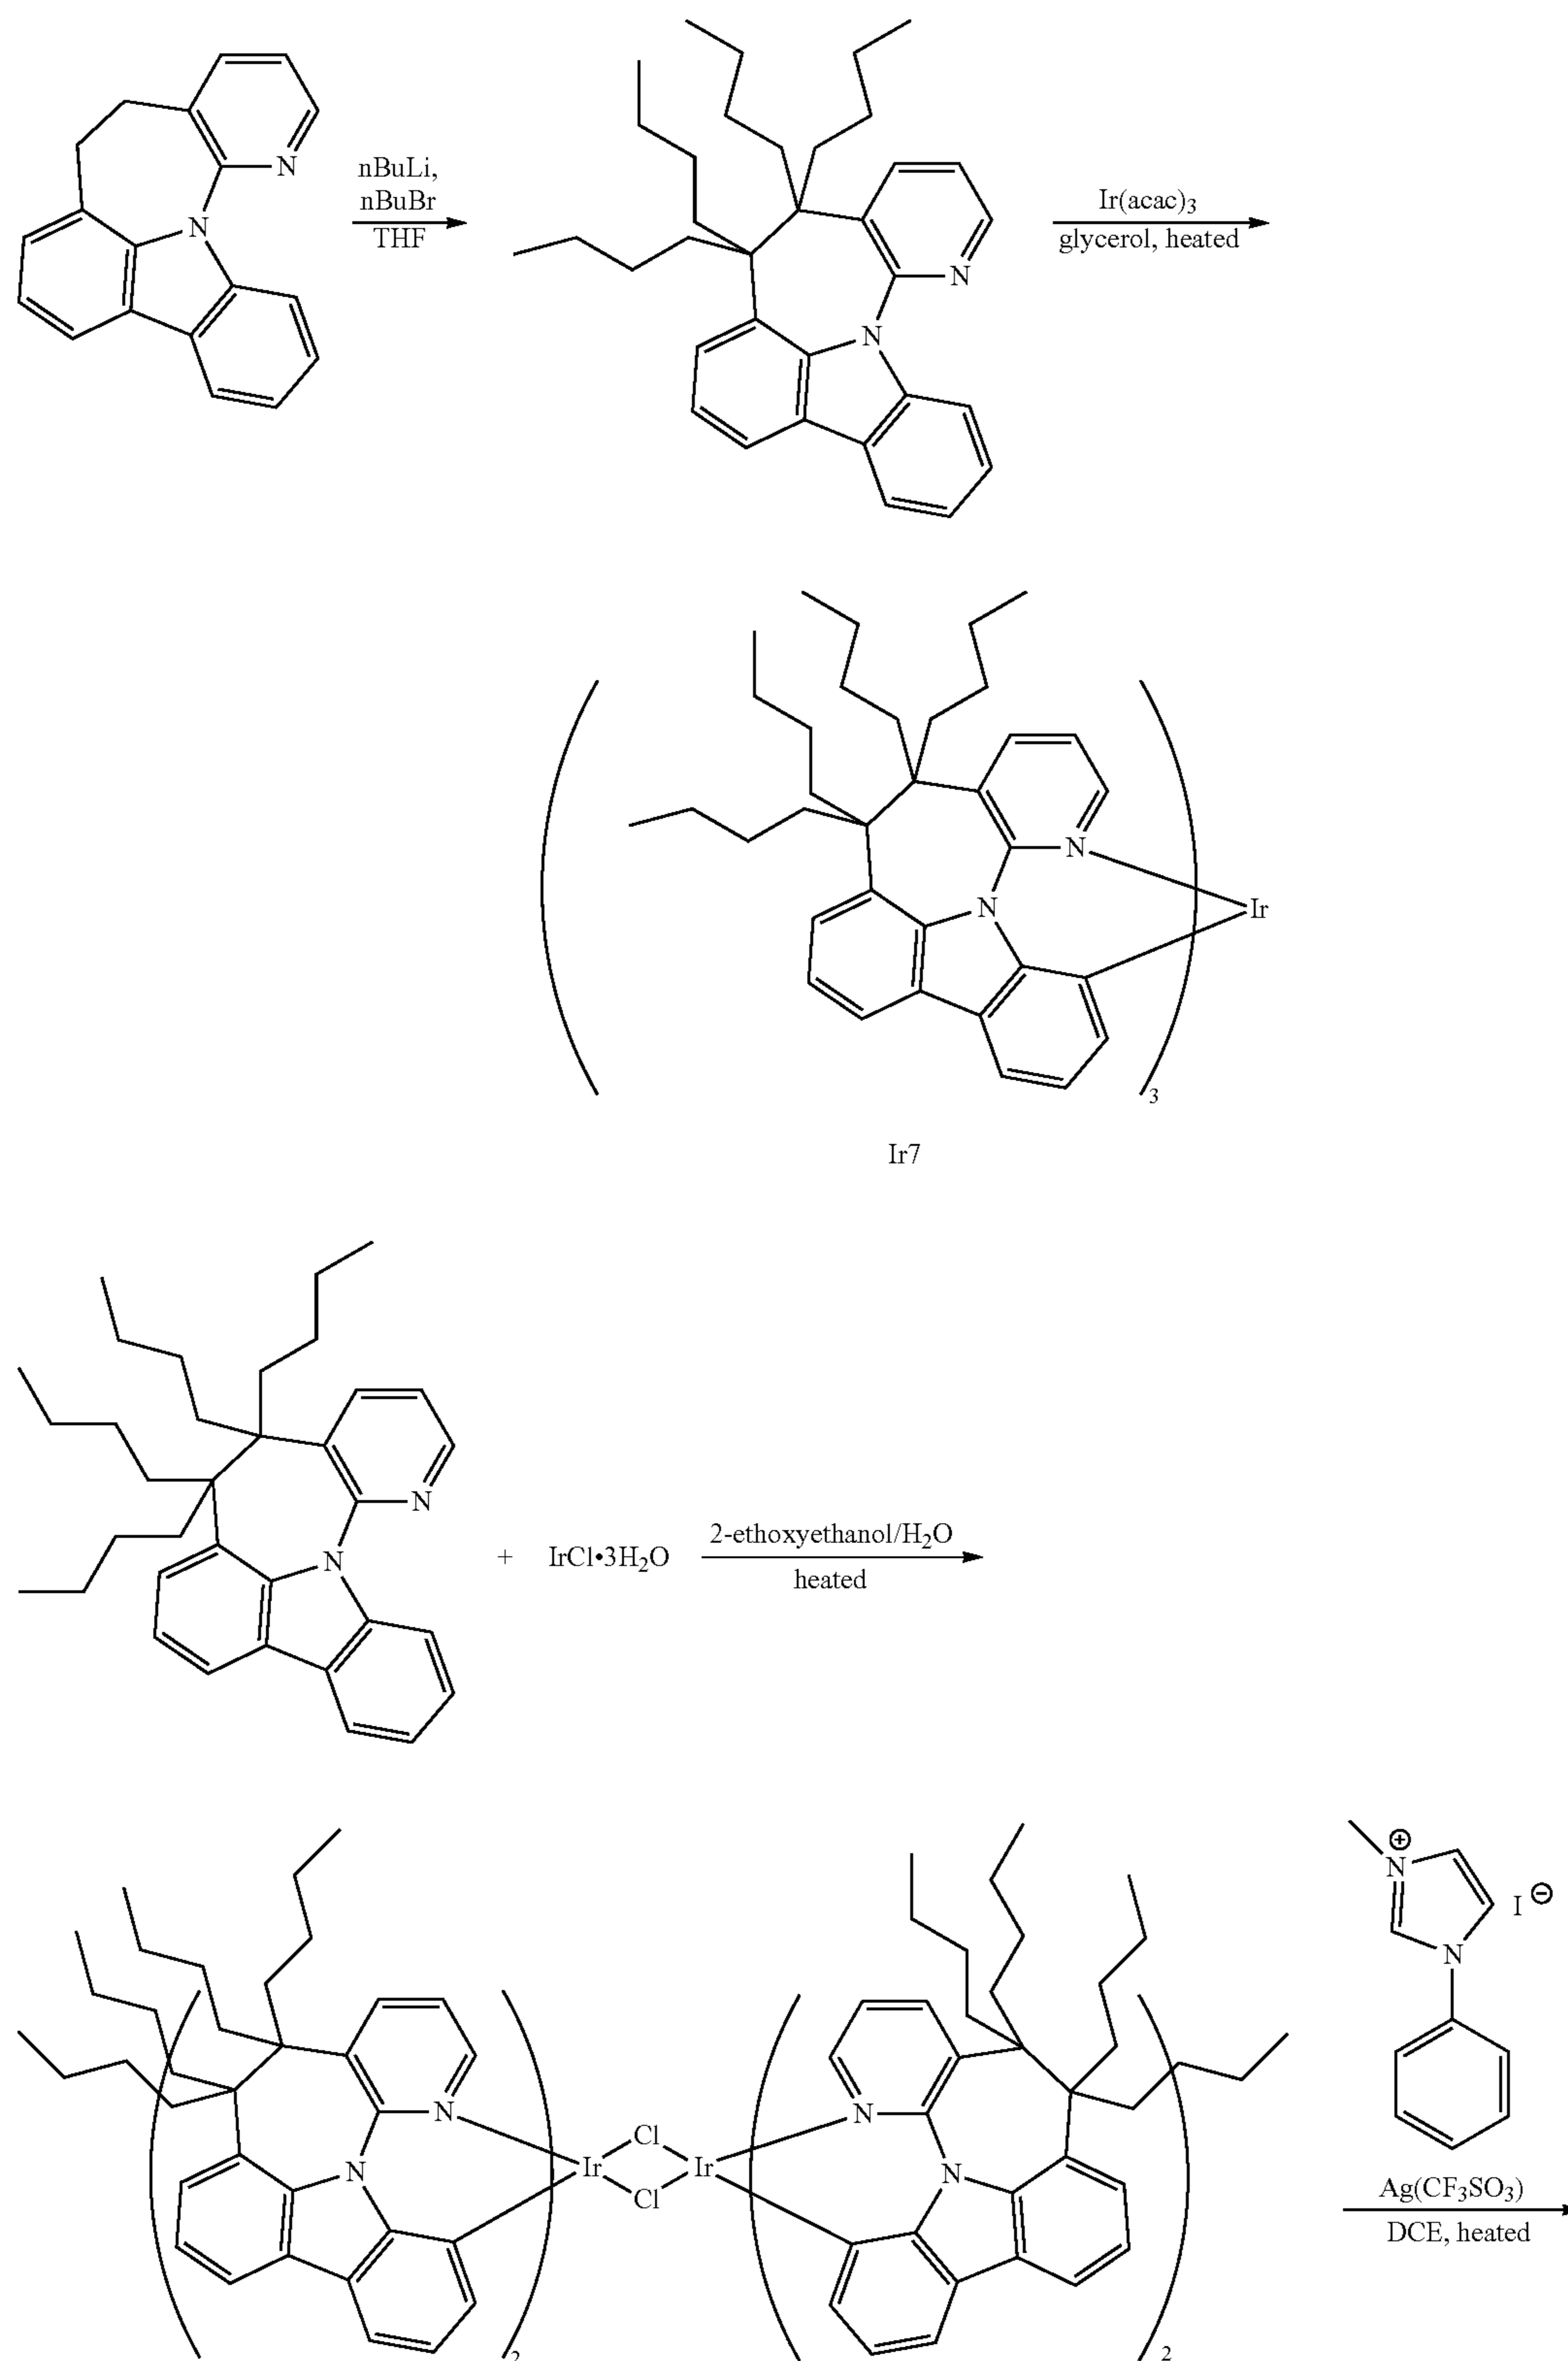 N
N
nBuLi,
nBuBr
THF
N
N
Ir(acac)₃
glycerol, heated
N
N
Ir
3
Ir7
N
N
+ IrCl•3H₂O
2-ethoxyethanol/H₂O
heated
N
N
Ir
Cl
Cl
Ir
N
N
2
2
N ⊕
N
I ⊖
Ag(CF₃SO₃)
DCE, heated